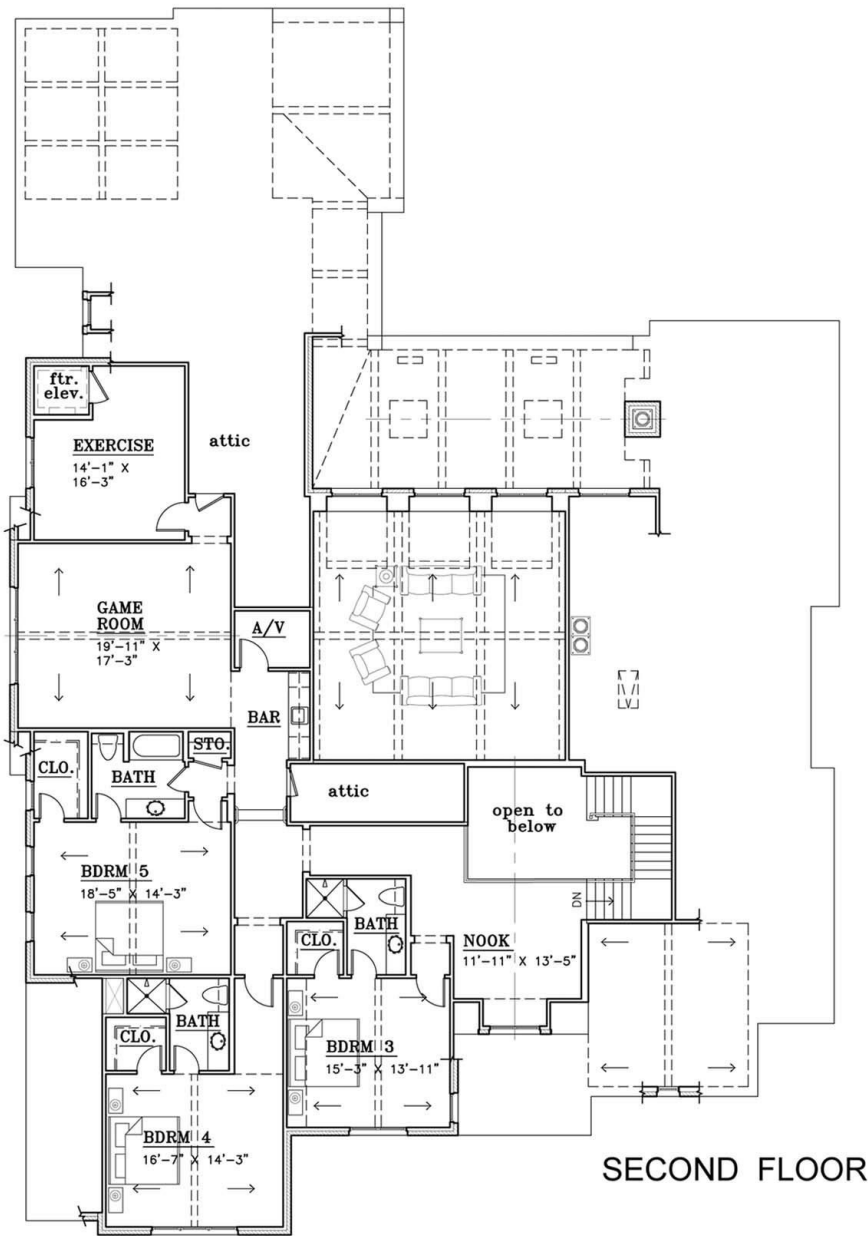 ftr.
elev.
EXERCISE
14'-1" X
16'-3"
attic
GAME
ROOM
19'-11" X
17'-3"
A/V
BAR
STO.
CLO.
BATH
attic
open to
below
BDRM 5
18'-5" X 14'-3"
DN
CLO.
BATH
NOOK
11'-11" X 13'-5"
BATH
CLO.
BDRM 3
15'-3" X 13'-11"
BDRM 4
16'-7" X 14'-3"
SECOND FLOOR